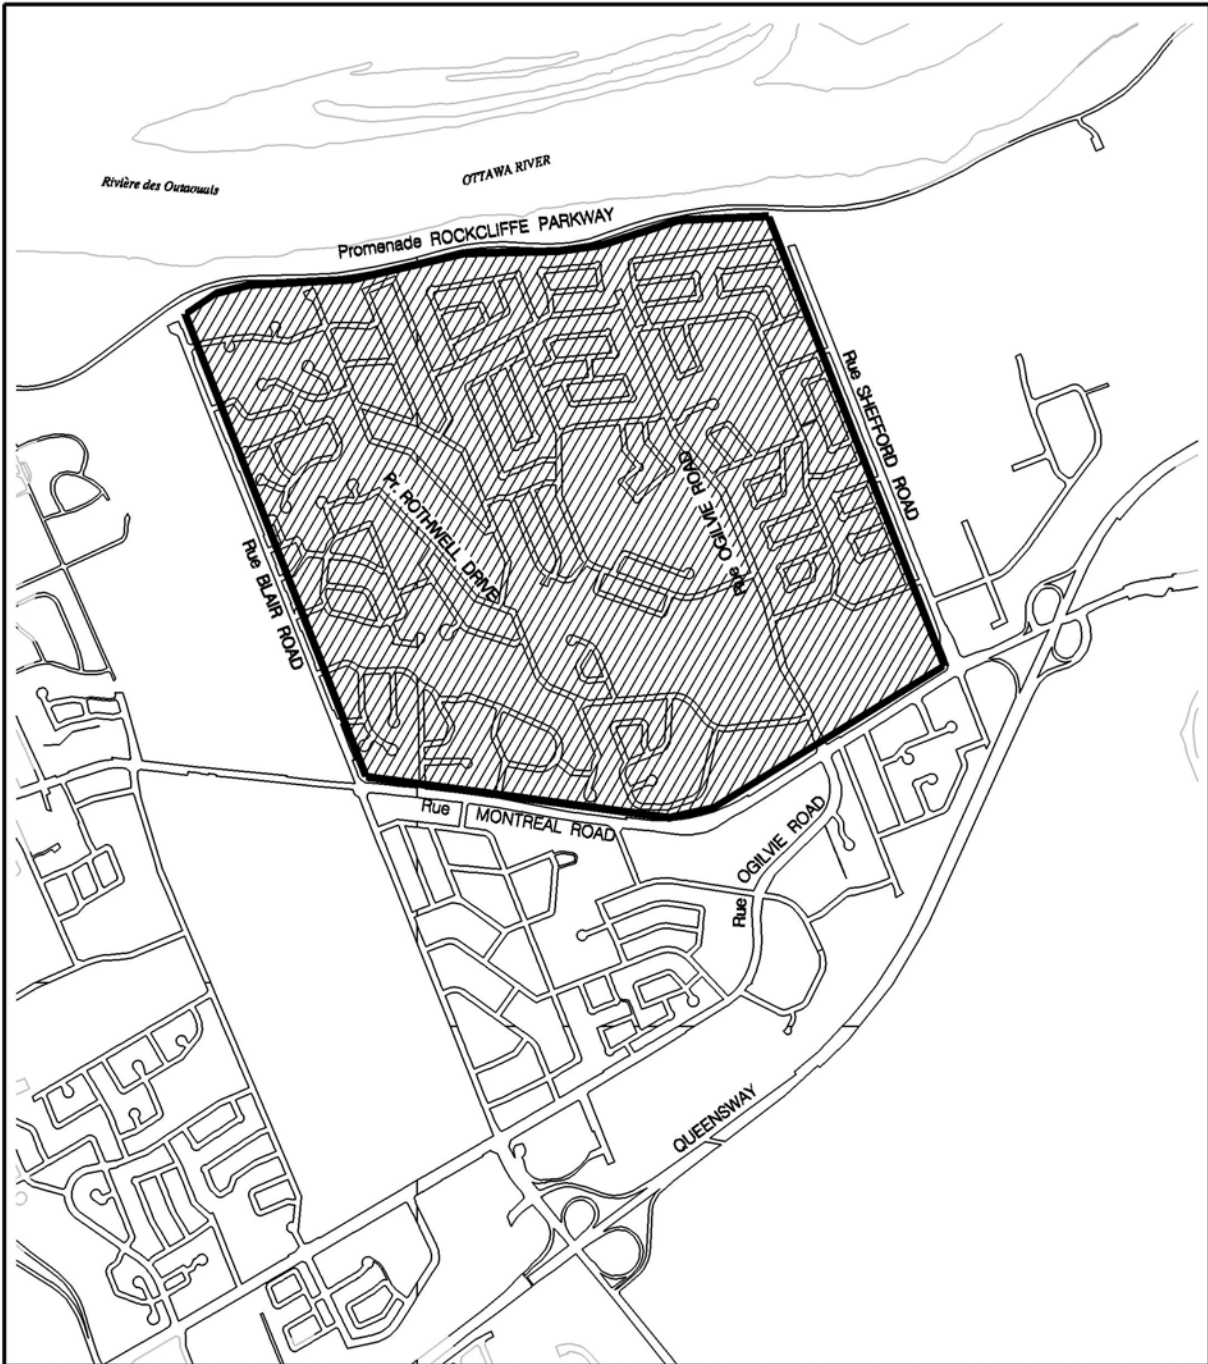 Rivière des Outaouais
OTTAWA RIVER
Promenade ROCKCLIFFE PARKWAY
Rue SHEFFORD ROAD
Pr. ROTHWELL DRIVE
Rue OGILVIE ROAD
Rue BLAIR ROAD
Rue MONTREAL ROAD
Rue OGILVIE ROAD
QUEENSWAY